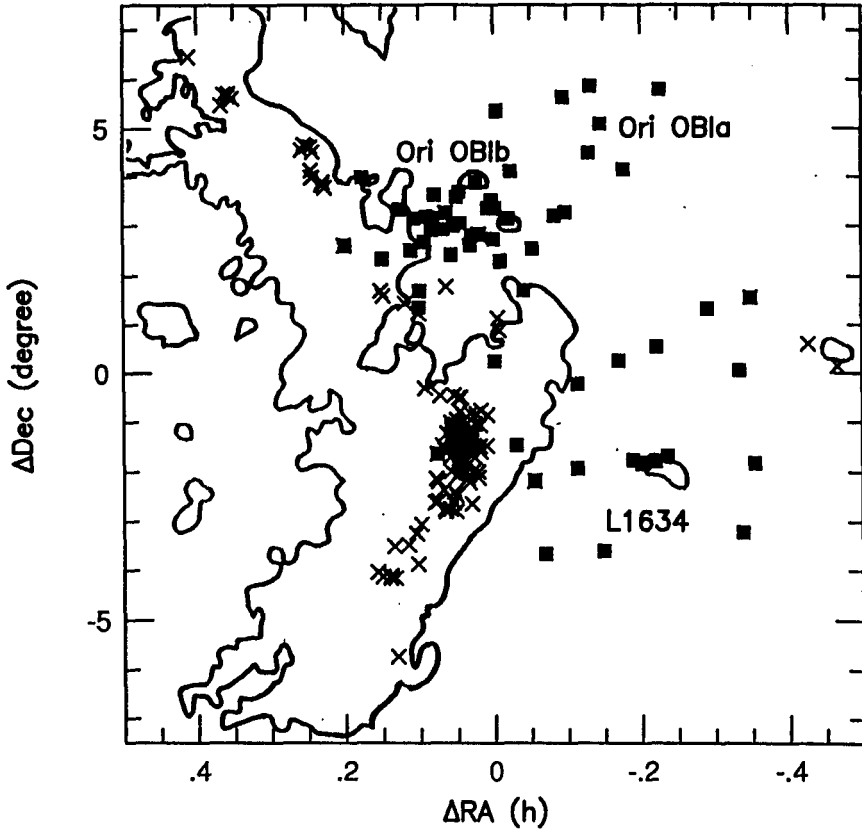 Ori OBIa
Ori OBIb
L1634
5
0
-5
ΔDec (degree)
.4
.2
0
-.2
-.4
ΔRA (h)